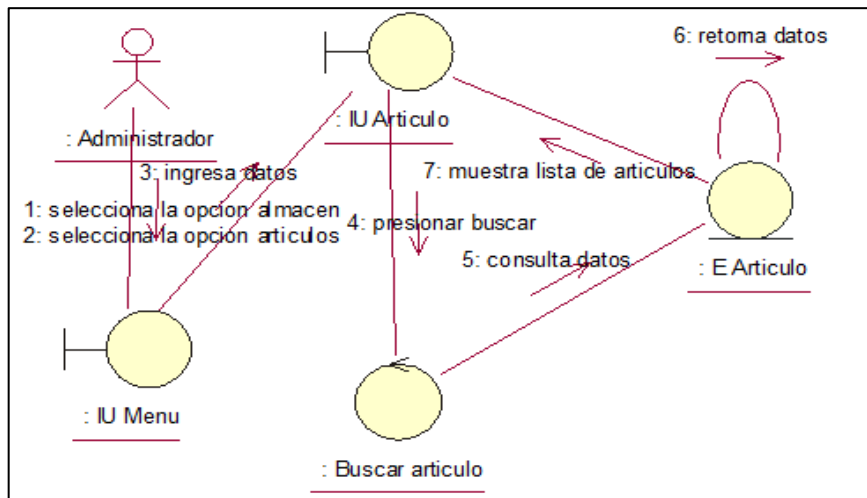 6: retorna datos
: Administrador
: IU Articulo
3: ingresa datos
7: muestra lista de articulos
1: selecciona la opcion almacen
2: selecciona la opcion articulos
4: presionar buscar
5: consulta datos
: E Articulo
: IU Menu
: Buscar articulo